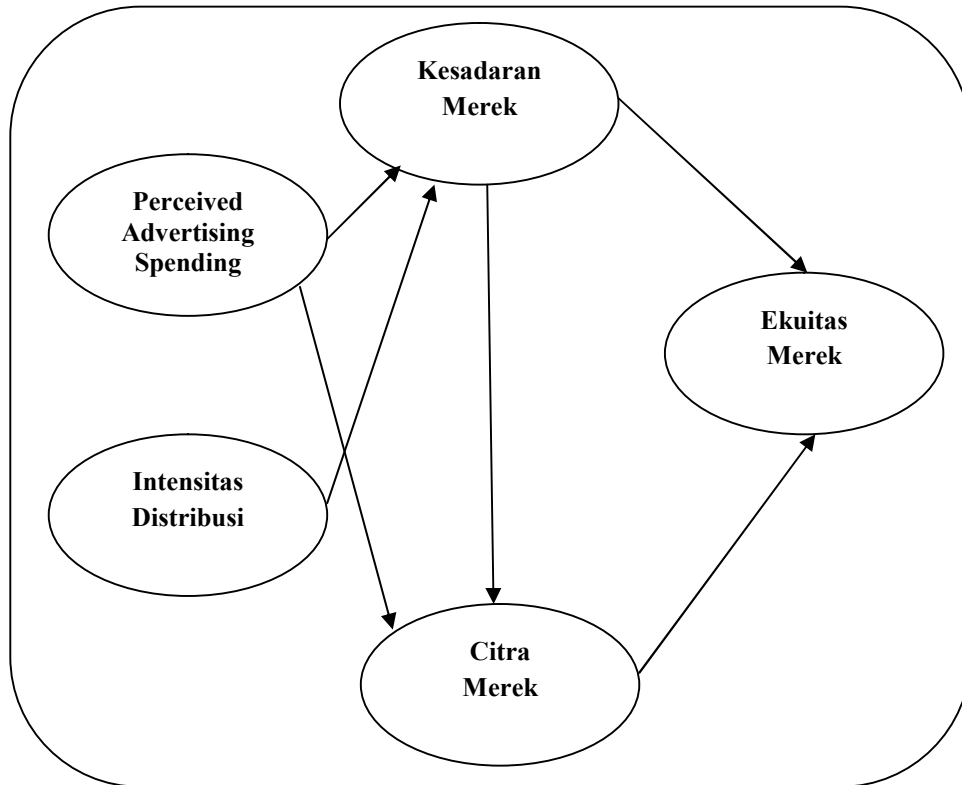 Kesadaran
Merek
Perceived
Advertising
Spending
Ekuitas
Merek
Intensitas
Distribusi
Citra
Merek